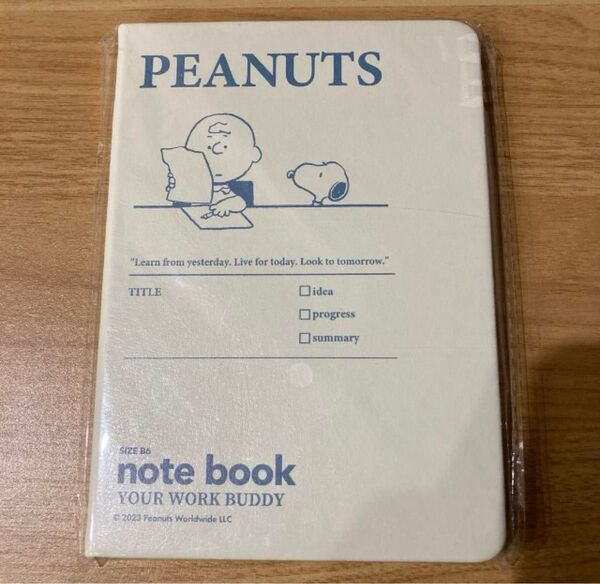 PEANUTS
"Learn from yesterday. Live for today. Look to tomorrow."
TITLE
idea
progress
summary
SIZE B6
note book
YOUR WORK BUDDY
© 2023 Peanuts Worldwide LLC